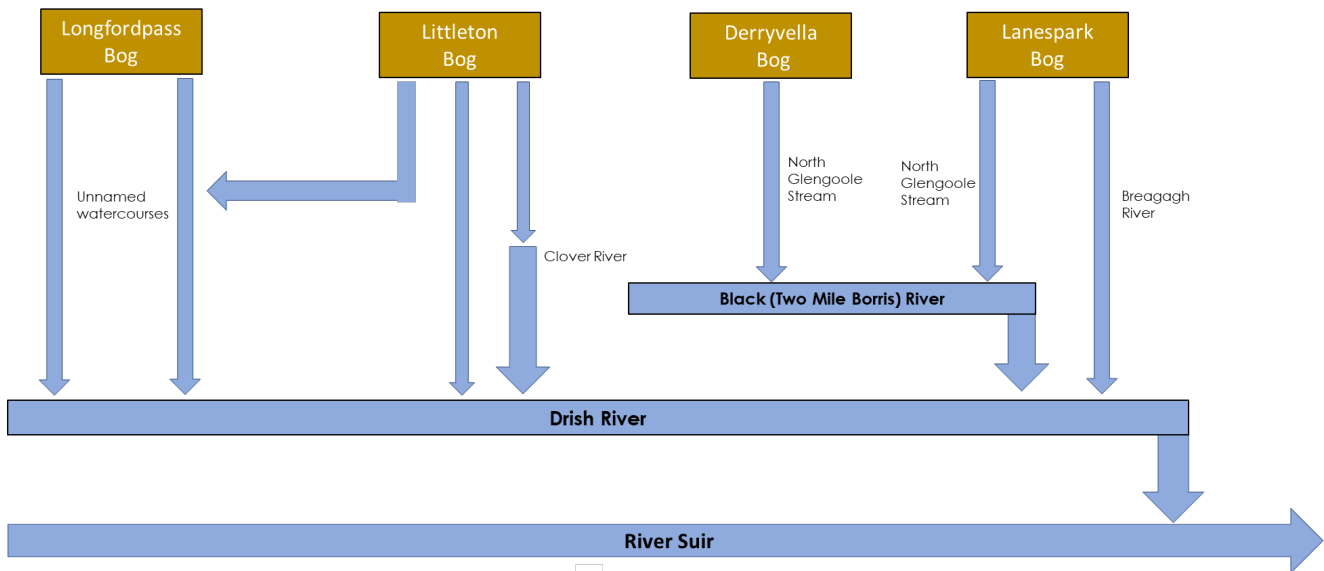 Longfordpass
Bog
Littleton
Bog
Derryvella
Bog
Lanespark
Bog
North
Glengoole
Stream
North
Glengoole
Stream
Unnamed
watercourses
Breagagh
River
Clover River
Black (Two Mile Borris) River
Drish River
River Suir